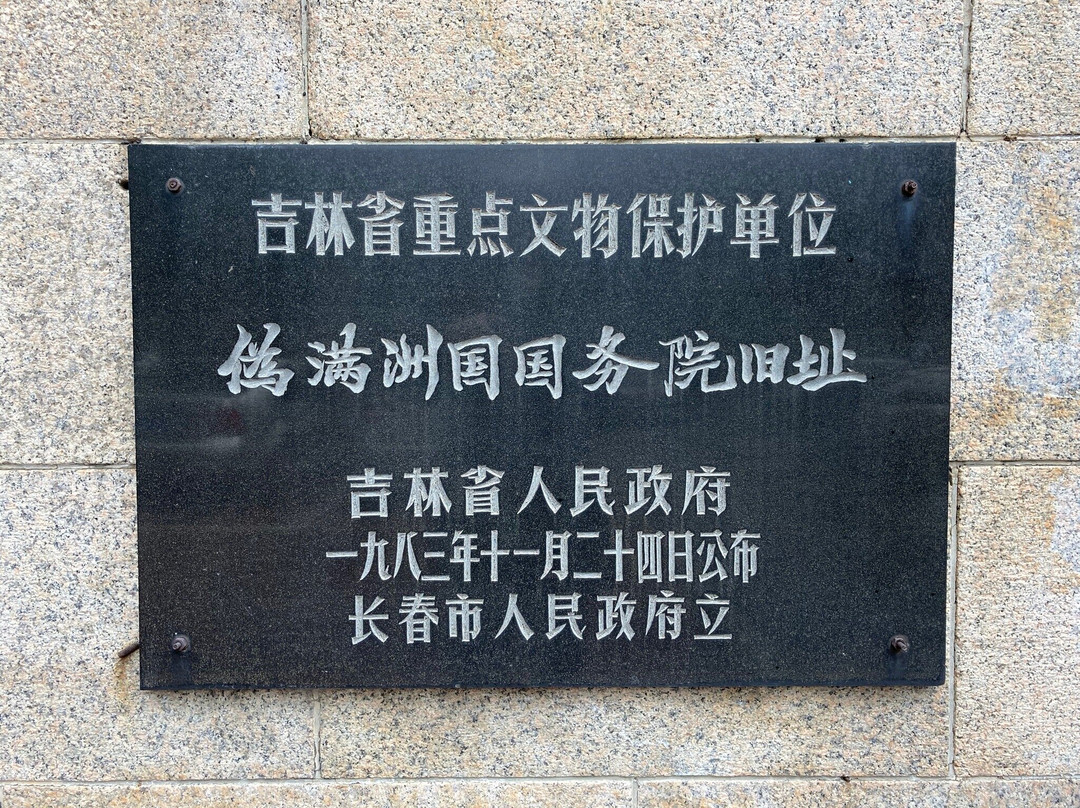 吉林省重点文物保护单位
伪满洲国国务院旧址
吉林省人民政府
一九八三年十一月二十四日公布
长春市人民政府立